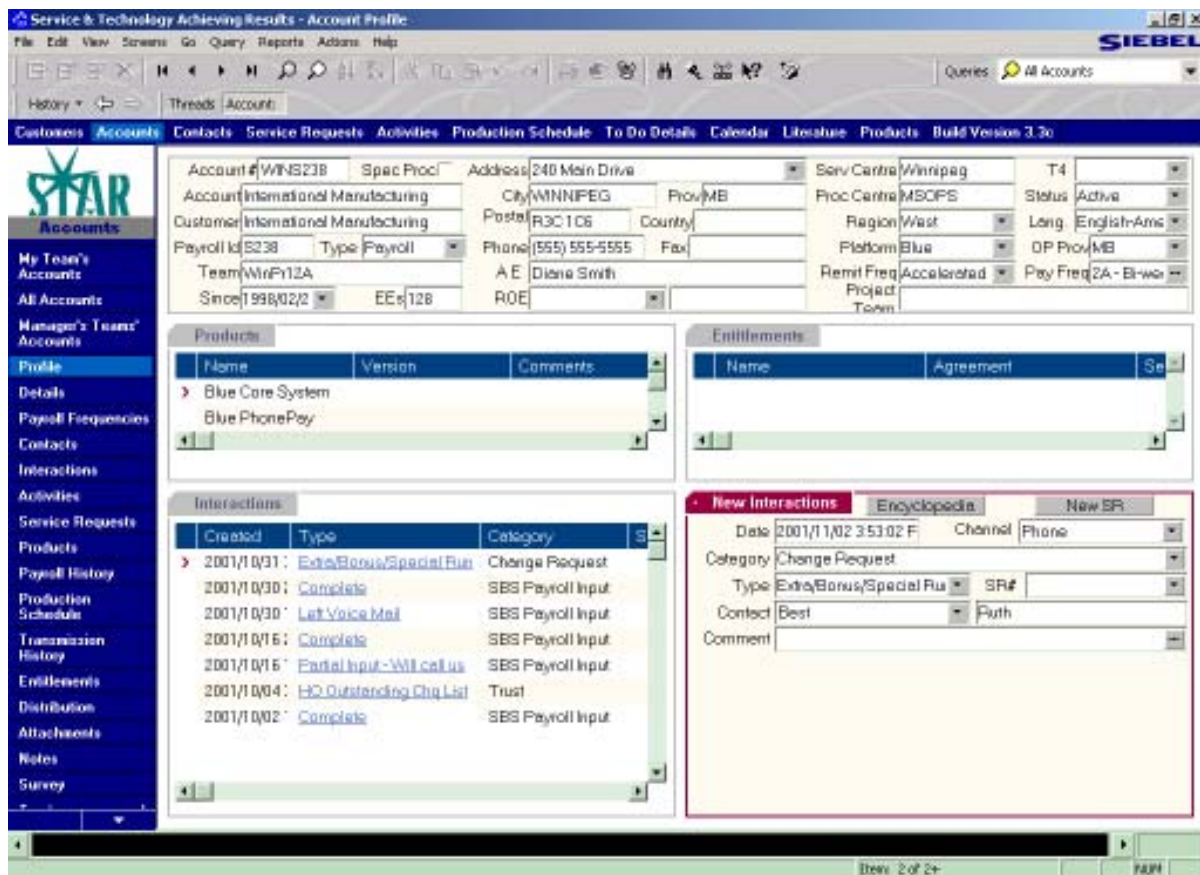 Service & Technology Achieving Results - Account Profile
File Edit View Screens Go Query Reports Actions Help
SIEBEL
Queries All Accounts
History Threads Account:
Customers Accounts Contacts Service Requests Activities Production Schedule To Do Details Calendar Literature Products Build Version 3.3c
STAR
Accounts
My Team's Accounts
All Accounts
Manager's Teams' Accounts
Profile
Details
Payroll Frequencies
Contacts
Interactions
Activities
Service Requests
Products
Payroll History
Production Schedule
Transmission History
Entitlements
Distribution
Attachments
Notes
Survey
Account # WINS238 Spec Proc Address 240 Main Drive Serv Centre Winnipeg T4
Account International Manufacturing City WINNIPEG Prov MB Proc Centre MSOPS Status Active
Customer International Manufacturing Postal R3C1C6 Country Region West Lang. English-Ame
Payroll Id S238 Type Payroll Phone (555) 555-5555 Fax Platform Blue OP Prov MB
Team WinPr12A A E Diane Smith Remit Freq Accelerated Pay Freq 2A - Bi-wee
Since 1998/02/2 EEs 128 ROE Project Team
Products
Name Version Comments
Blue Core System
Blue PhonePay
Entitlements
Name Agreement Se
Interactions
Created Type Category S
2001/10/31 Extra/Bonus/Special Run Change Request
2001/10/30 Complete SBS Payroll Input
2001/10/30 Left Voice Mail SBS Payroll Input
2001/10/16 Complete SBS Payroll Input
2001/10/16 Partial Input - Will call us SBS Payroll Input
2001/10/04 HO Outstanding Chq List Trust
2001/10/02 Complete SBS Payroll Input
New Interactions Encyclopedia New SR
Date 2001/11/02 3:53:02 P Channel Phone
Category Change Request
Type Extra/Bonus/Special Ru SR#
Contact Best Ruth
Comment
Item: 2 of 2+ NUM